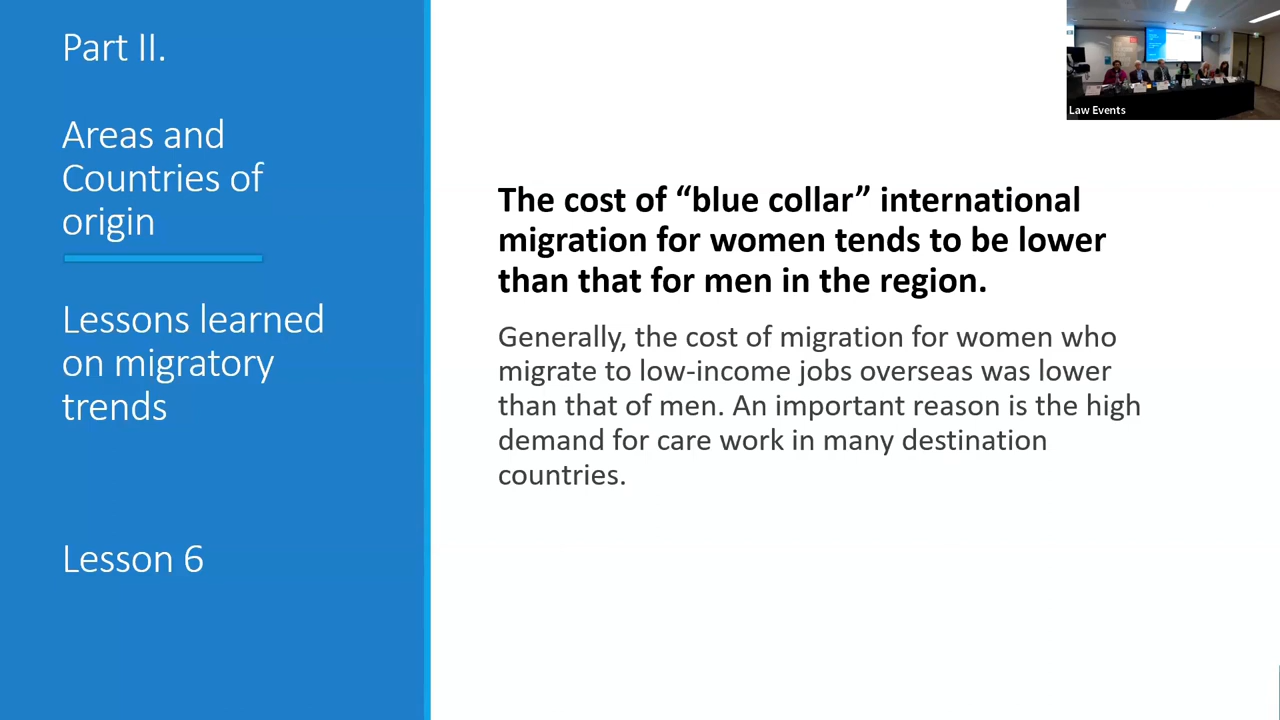 Part II.
Areas and
Countries of
origin
Lessons learned
on migratory
trends
Lesson 6
The cost of “blue collar” international
migration for women tends to be lower
than that for men in the region.
Generally, the cost of migration for women who
migrate to low-income jobs overseas was lower
than that of men. An important reason is the high
demand for care work in many destination
countries.
Law Events